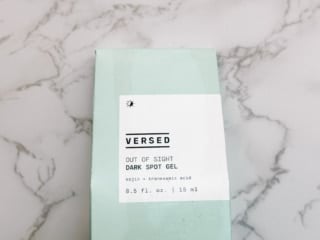 VERSED
OUT OF SIGHT
DARK SPOT GEL
kojic + tranexamic acid
0.5 fl. oz. | 15 ml